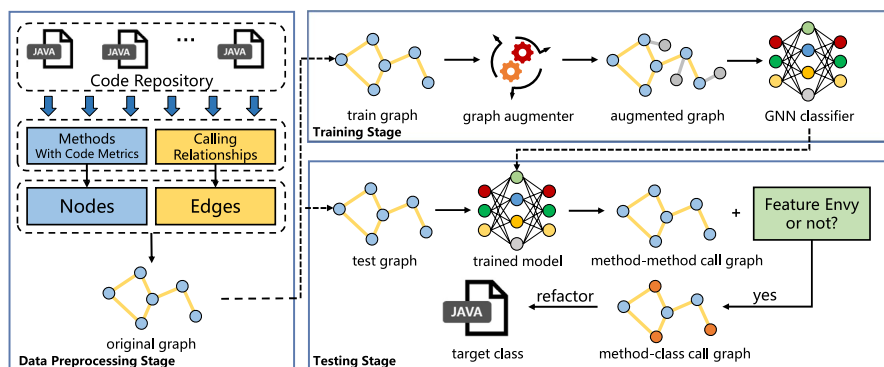 JAVA
JAVA
...
JAVA
Code Repository
Methods
With Code Metrics
Calling
Relationships
Nodes
Edges
original graph
Data Preprocessing Stage
train graph
graph augmenter
augmented graph
GNN classifier
Training Stage
test graph
trained model
method-method call graph
+
Feature Envy
or not?
yes
refactor
JAVA
target class
method-class call graph
Testing Stage